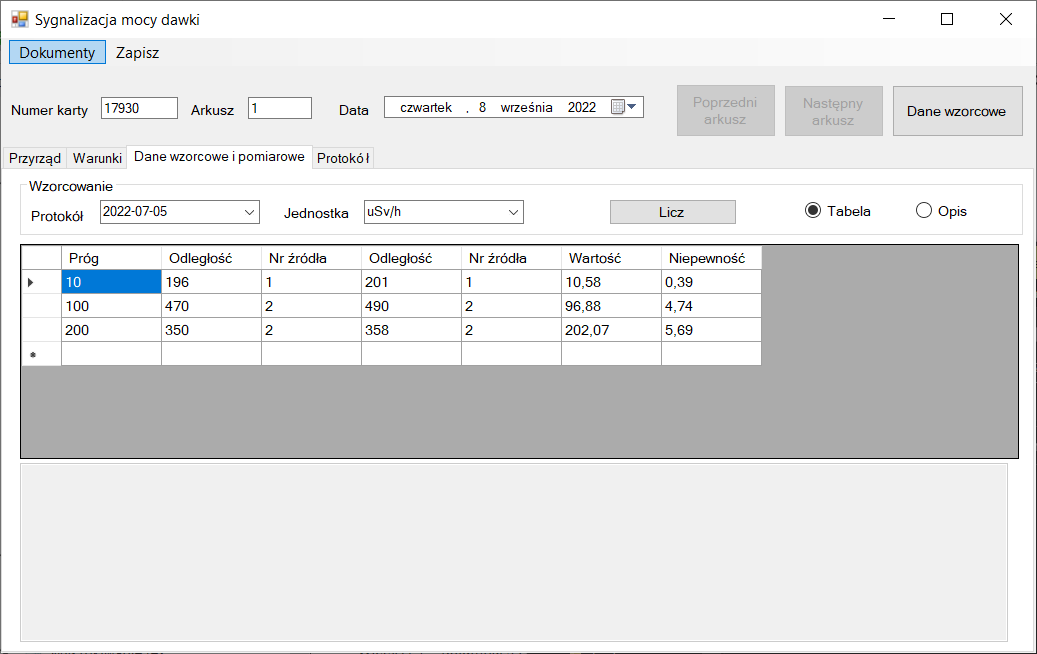 Sygnalizacja mocy dawki
Dokumenty Zapisz
Numer karty 17930 Arkusz 1 Data czwartek . 8 września 2022 Poprzedni arkusz Następny arkusz Dane wzorcowe
Przyrząd Warunki Dane wzorcowe i pomiarowe Protokół
Wzorcowanie
Protokół 2022-07-05 Jednostka uSv/h Licz Tabela Opis
Próg Odległość Nr źródła Odległość Nr źródła Wartość Niepewność
10 196 1 201 1 10,58 0,39
100 470 2 490 2 96,88 4,74
200 350 2 358 2 202,07 5,69